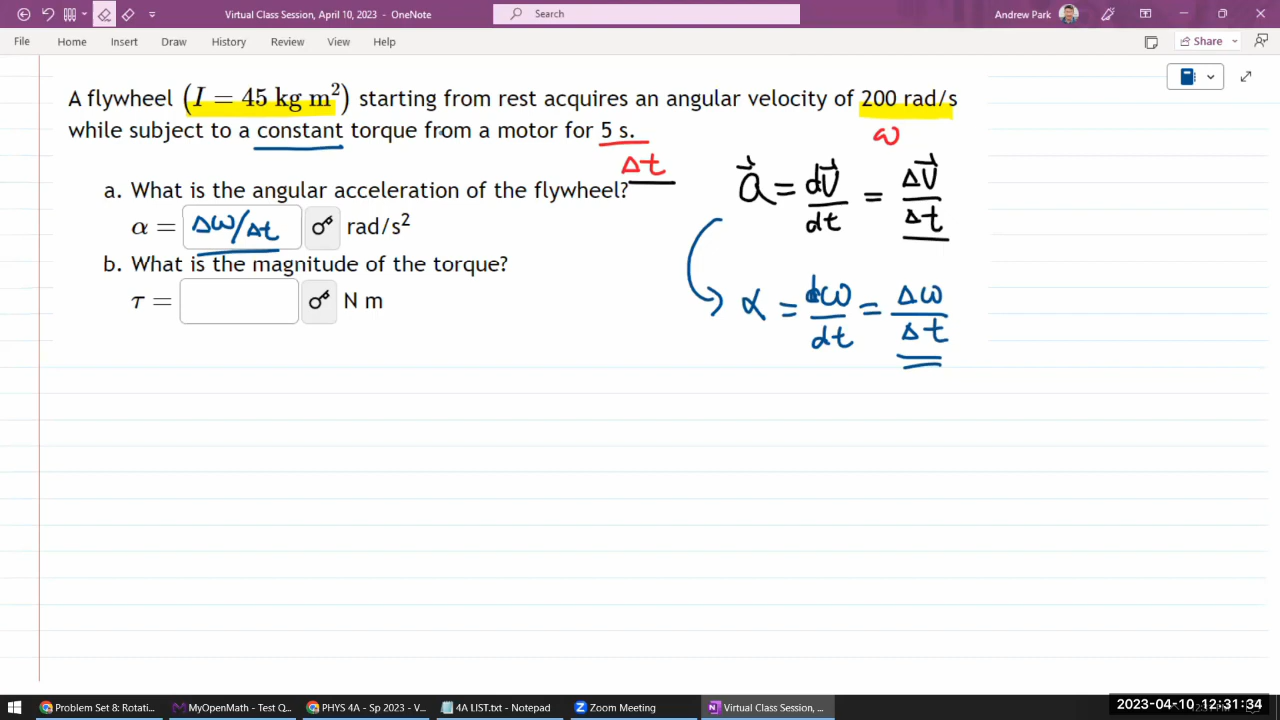 Virtual Class Session, April 10, 2023 - OneNote
Search
Andrew Park
File Home Insert Draw History Review View Help
Share
A flywheel (I = 45 kg m²) starting from rest acquires an angular velocity of 200 rad/s
while subject to a constant torque from a motor for 5 s.
ω
Δt
a⃗ = dv⃗/dt = Δv⃗/Δt
a. What is the angular acceleration of the flywheel?
α = Δω/Δt rad/s²
b. What is the magnitude of the torque?
α = dω/dt = Δω/Δt
τ = N m
Problem Set 8: Rotati...
MyOpenMath - Test Q...
PHYS 4A - Sp 2023 - V...
4A LIST.txt - Notepad
Zoom Meeting
Virtual Class Session,...
2023-04-10 12:31:34